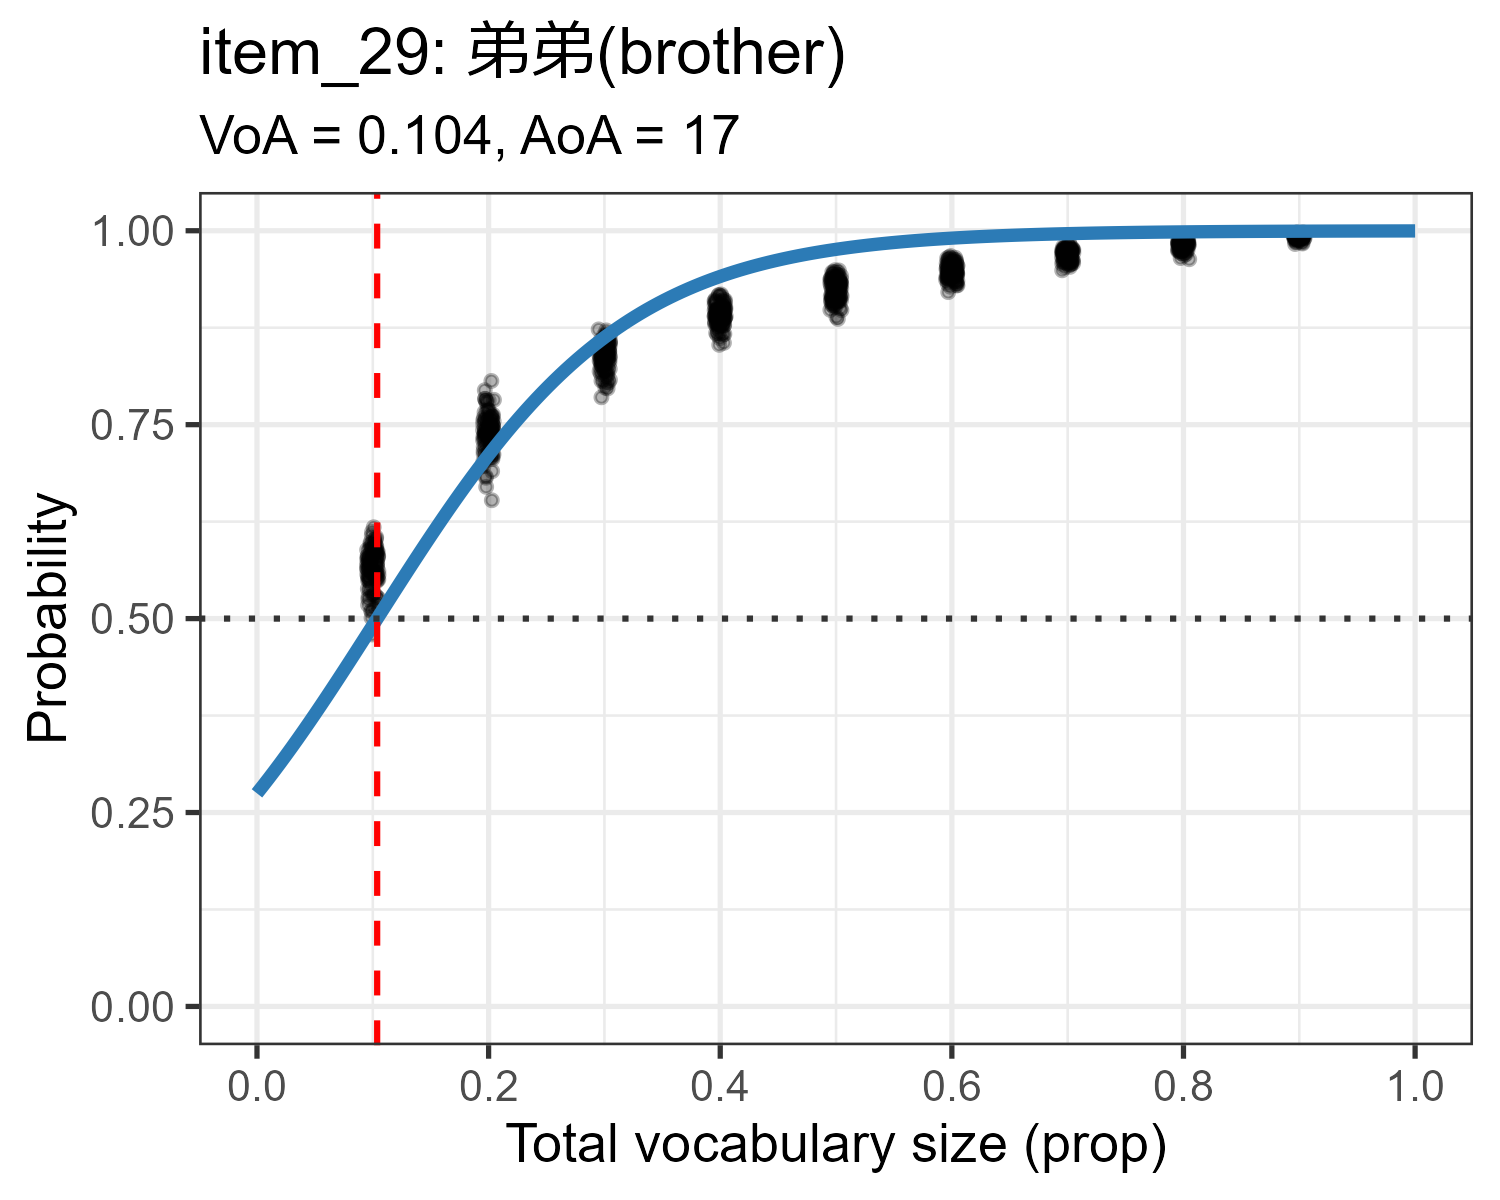 item_29: 弟弟(brother)
VoA = 0.104, AoA = 17
1.00
0.75
0.50
0.25
0.00
Probability
0.0 0.2 0.4 0.6 0.8 1.0
Total vocabulary size (prop)